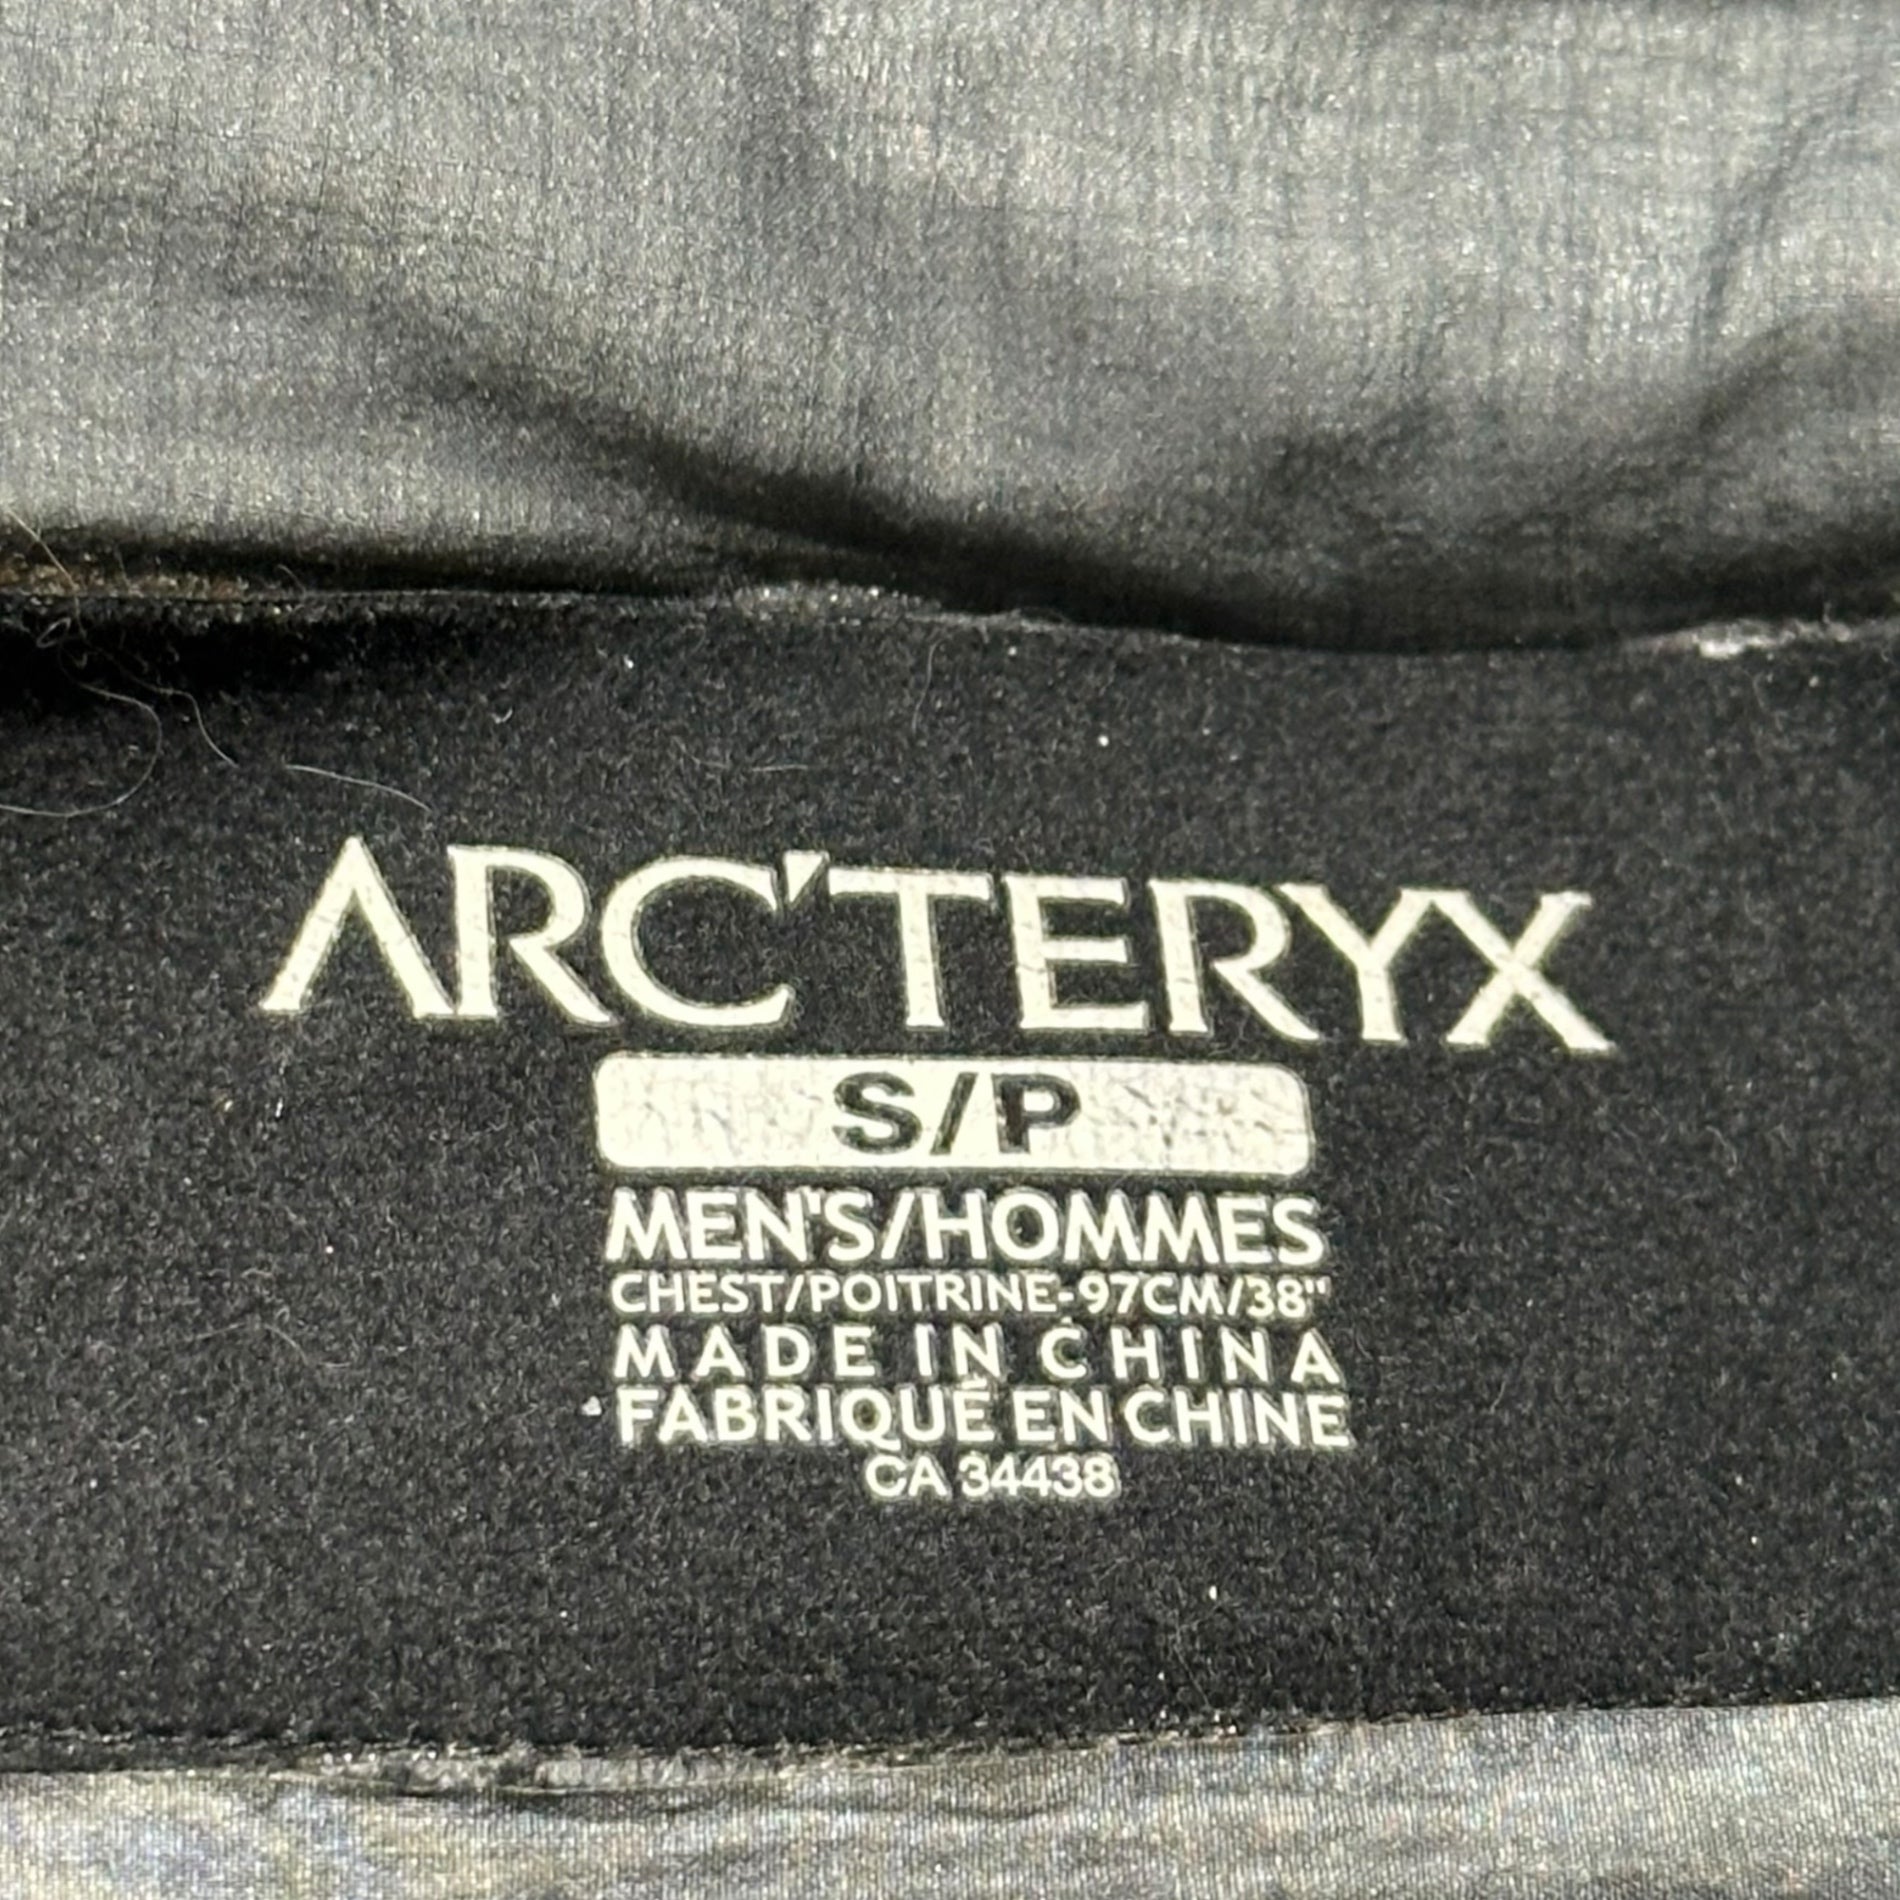 ARC'TERYX
S/P
MEN'S/HOMMES
CHEST/POITRINE-97CM/38"
MADE IN CHINA
FABRIQUÉ EN CHINE
CA 34438